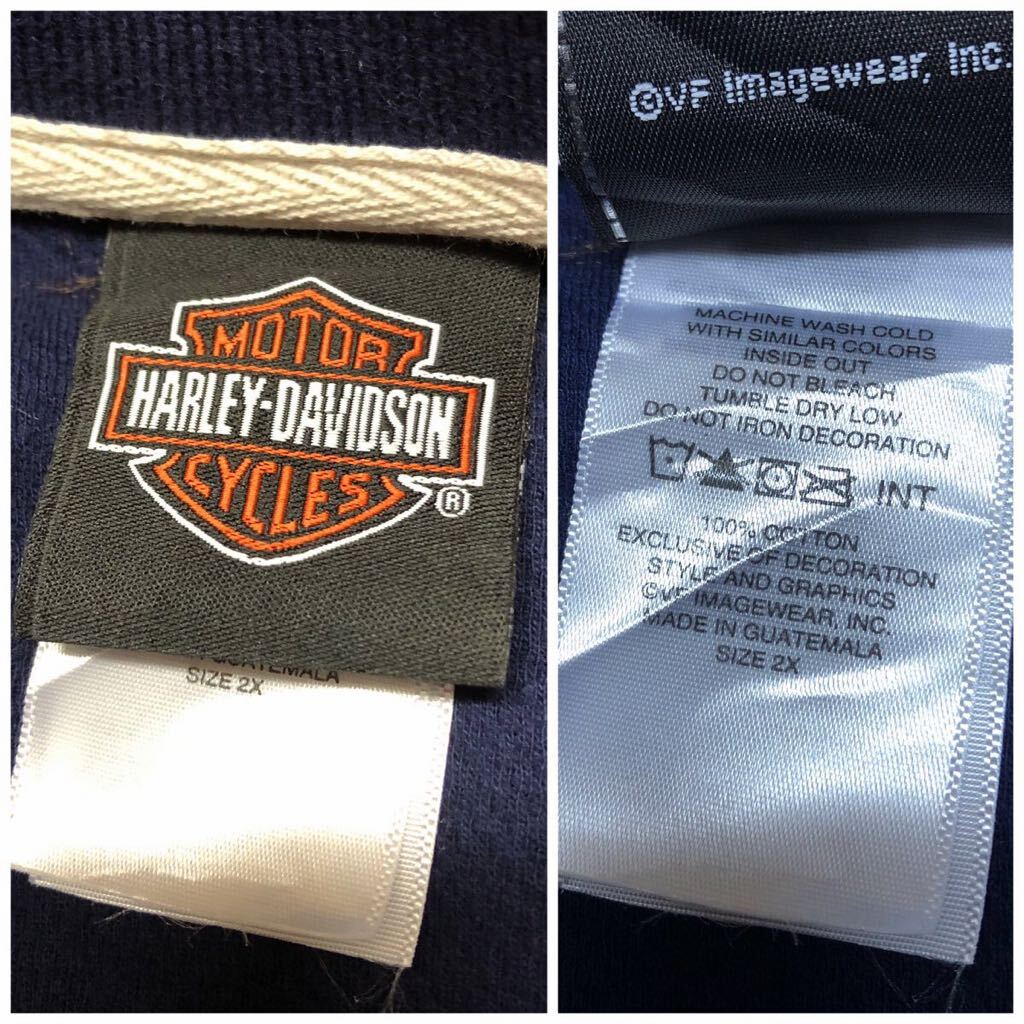 MOTOR
HARLEY-DAVIDSON
CYCLES
®
GUATEMALA
SIZE 2X
©VF Imagewear, Inc.
MACHINE WASH COLD
WITH SIMILAR COLORS
INSIDE OUT
DO NOT BLEACH
TUMBLE DRY LOW
DO NOT IRON DECORATION
INT
100% COTTON
EXCLUSIVE OF DECORATION
STYLE AND GRAPHICS
©VF IMAGEWEAR, INC.
MADE IN GUATEMALA
SIZE 2X